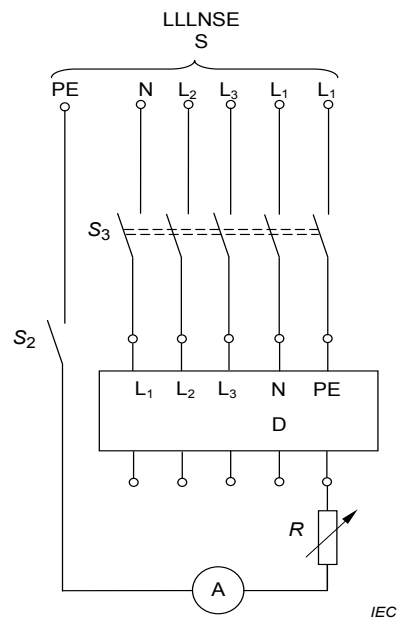 LLLNSE
S
PE N L₂ L₃ L₁ L₁
S₃
S₂
L₁ L₂ L₃ N PE
D
R
A
IEC